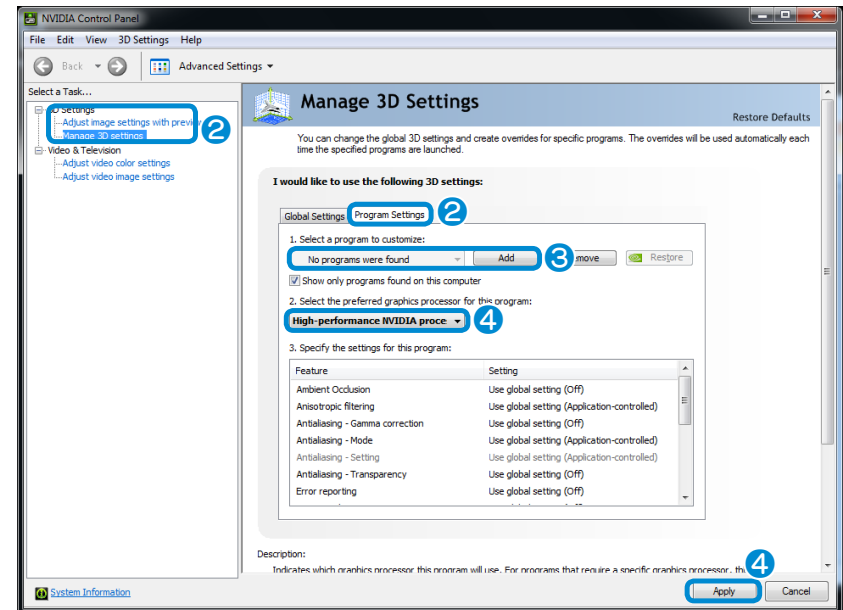 NVIDIA Control Panel
File Edit View 3D Settings Help
Back Advanced Settings
Select a Task...
3D Settings
Adjust image settings with preview
2
Manage 3D settings
Video & Television
Adjust video color settings
Adjust video image settings
Manage 3D Settings
Restore Defaults
You can change the global 3D settings and create overrides for specific programs. The overrides will be used automatically each
time the specified programs are launched.
I would like to use the following 3D settings:
Global Settings Program Settings 2
1. Select a program to customize:
No programs were found Add 3 move Restore
Show only programs found on this computer
2. Select the preferred graphics processor for this program:
High-performance NVIDIA proce 4
3. Specify the settings for this program:
Feature Setting
Ambient Occlusion Use global setting (Off)
Anisotropic filtering Use global setting (Application-controlled)
Antialiasing - Gamma correction Use global setting (Off)
Antialiasing - Mode Use global setting (Application-controlled)
Antialiasing - Setting Use global setting (Application-controlled)
Antialiasing - Transparency Use global setting (Off)
Error reporting Use global setting (Off)
Description:
Indicates which graphics processor this program will use. For programs that require a specific graphics processor, th
4
System Information Apply Cancel